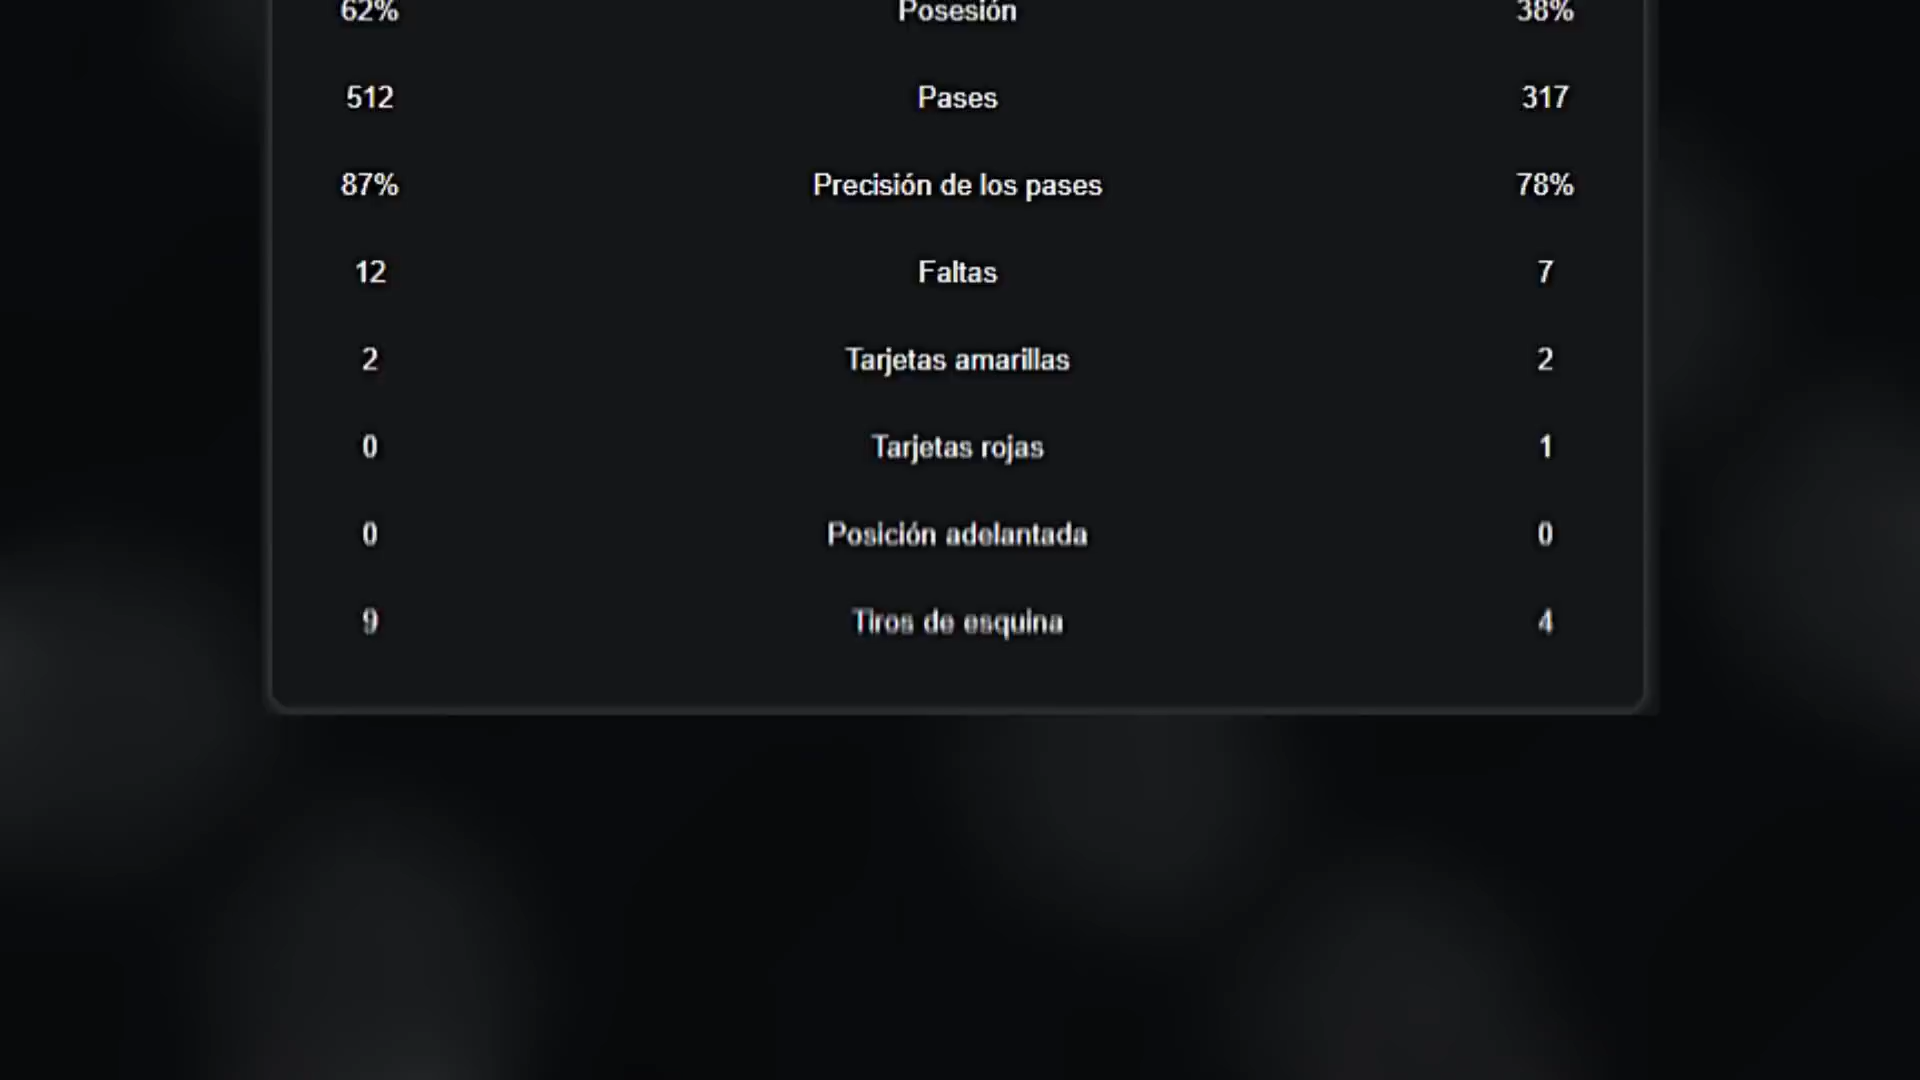 62% Posesión 38%
512 Pases 317
87% Precisión de los pases 78%
12 Faltas 7
2 Tarjetas amarillas 2
0 Tarjetas rojas 1
0 Posición adelantada 0
9 Tiros de esquina 4